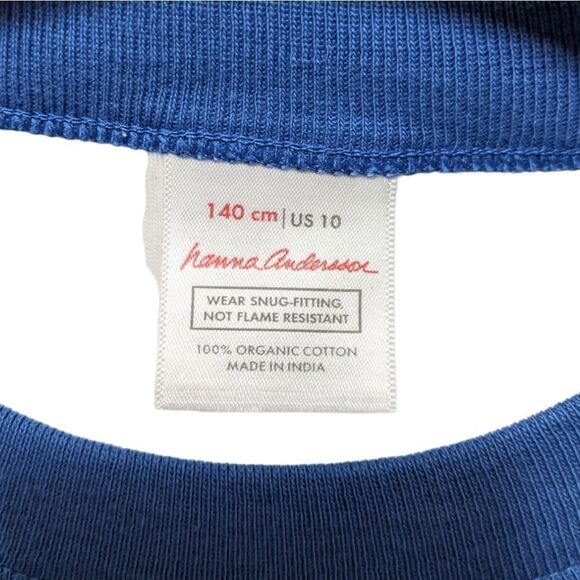 140 cm | US 10
hanna andersson
WEAR SNUG-FITTING,
NOT FLAME RESISTANT
100% ORGANIC COTTON
MADE IN INDIA